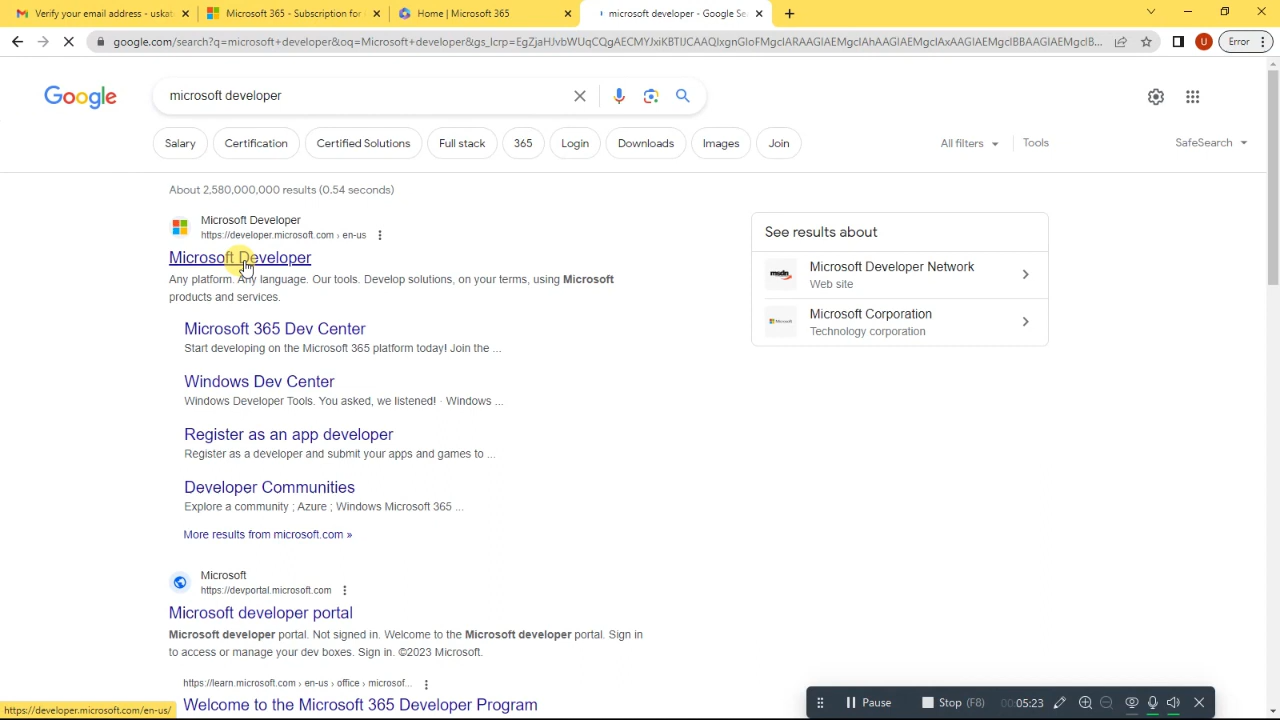 Verify your email address - uskat
Microsoft 365 - Subscription for
Home | Microsoft 365
microsoft developer - Google Se
google.com/search?q=microsoft+developer&oq=Microsoft+developer&gs_lcrp=EgZjaHJvbWUqCQgAECMYJxiKBTIJCAAQIxgnGIoFMgcIARAAGIAEMgcIAhAAGIAEMgcIAxAAGIAEMgcIBBAAGIAEMgcIB...
U
Error
Google
microsoft developer
Salary
Certification
Certified Solutions
Full stack
365
Login
Downloads
Images
Join
All filters
Tools
SafeSearch
About 2,580,000,000 results (0.54 seconds)
Microsoft Developer
https://developer.microsoft.com › en-us
Microsoft Developer
Any platform. Any language. Our tools. Develop solutions, on your terms, using Microsoft
products and services.
Microsoft 365 Dev Center
Start developing on the Microsoft 365 platform today! Join the ...
Windows Dev Center
Windows Developer Tools. You asked, we listened! · Windows ...
Register as an app developer
Register as a developer and submit your apps and games to ...
Developer Communities
Explore a community ; Azure ; Windows Microsoft 365 ...
More results from microsoft.com »
Microsoft
https://devportal.microsoft.com
Microsoft developer portal
Microsoft developer portal. Not signed in. Welcome to the Microsoft developer portal. Sign in
to access or manage your dev boxes. Sign in. ©2023 Microsoft.
https://learn.microsoft.com › en-us › office › microsof...
Welcome to the Microsoft 365 Developer Program
See results about
msdn
Microsoft Developer Network
Web site
Microsoft
Microsoft Corporation
Technology corporation
https://developer.microsoft.com/en-us/
Pause
Stop (F8)
00:05:23